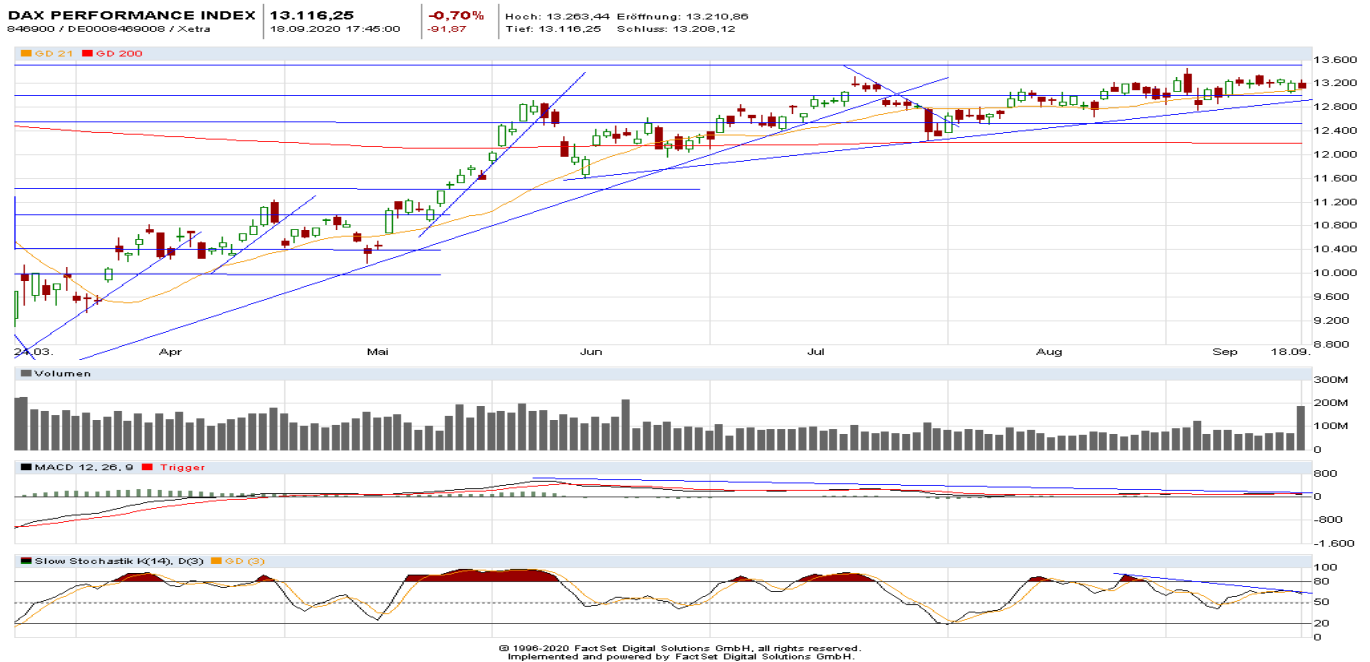 DAX PERFORMANCE INDEX 13.116,25 -0,70% Hoch: 13.263,44 Eröffnung: 13.210,86
846900 / DE0008469008 / Xetra 18.09.2020 17:45:00 -91,87 Tief: 13.116,25 Schluss: 13.208,12
GD 21 GD 200
13.600
13.200
12.800
12.400
12.000
11.600
11.200
10.800
10.400
10.000
9.600
9.200
8.800
24.03. Apr Mai Jun Jul Aug Sep 18.09.
Volumen
300M
200M
100M
0
MACD 12, 26, 9 Trigger
800
0
-800
-1.600
Slow Stochastik K(14), D(3) GD (3)
100
80
50
20
0
© 1996-2020 FactSet Digital Solutions GmbH, all rights reserved.
Implemented and powered by FactSet Digital Solutions GmbH.